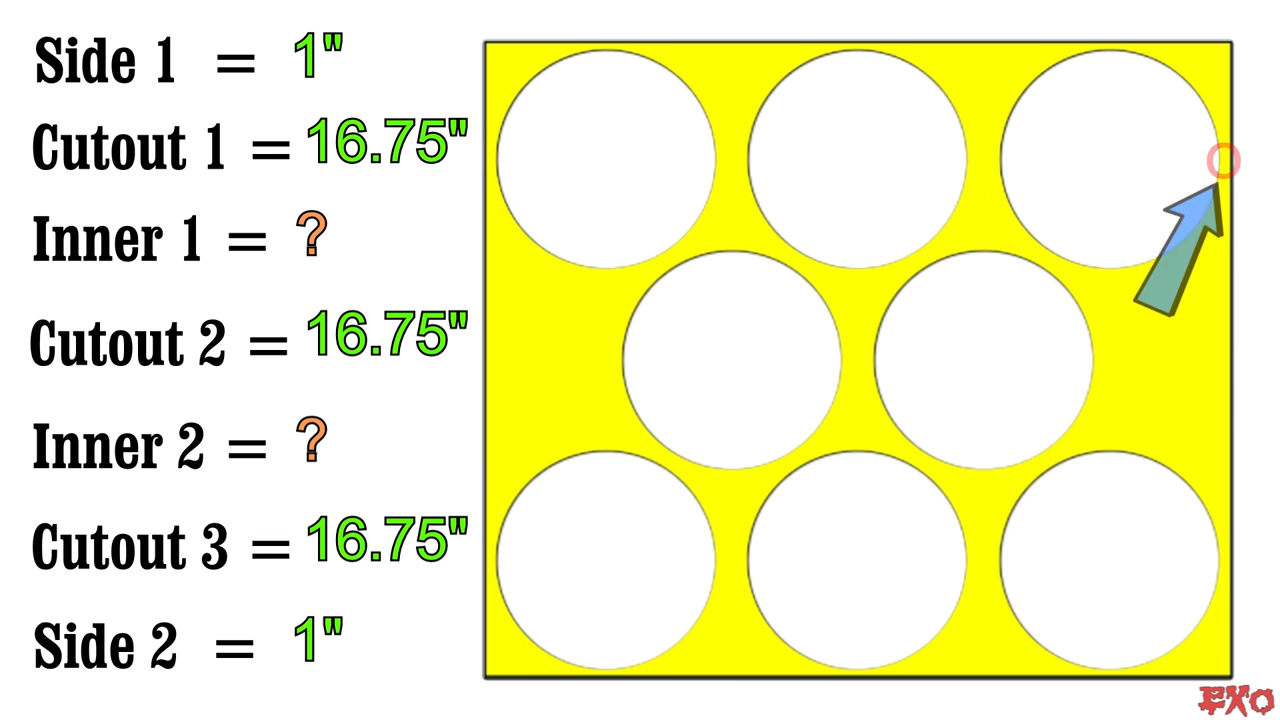 Side 1 = 1"
Cutout 1 = 16.75"
Inner 1 = ?
Cutout 2 = 16.75"
Inner 2 = ?
Cutout 3 = 16.75"
Side 2 = 1"
EXO